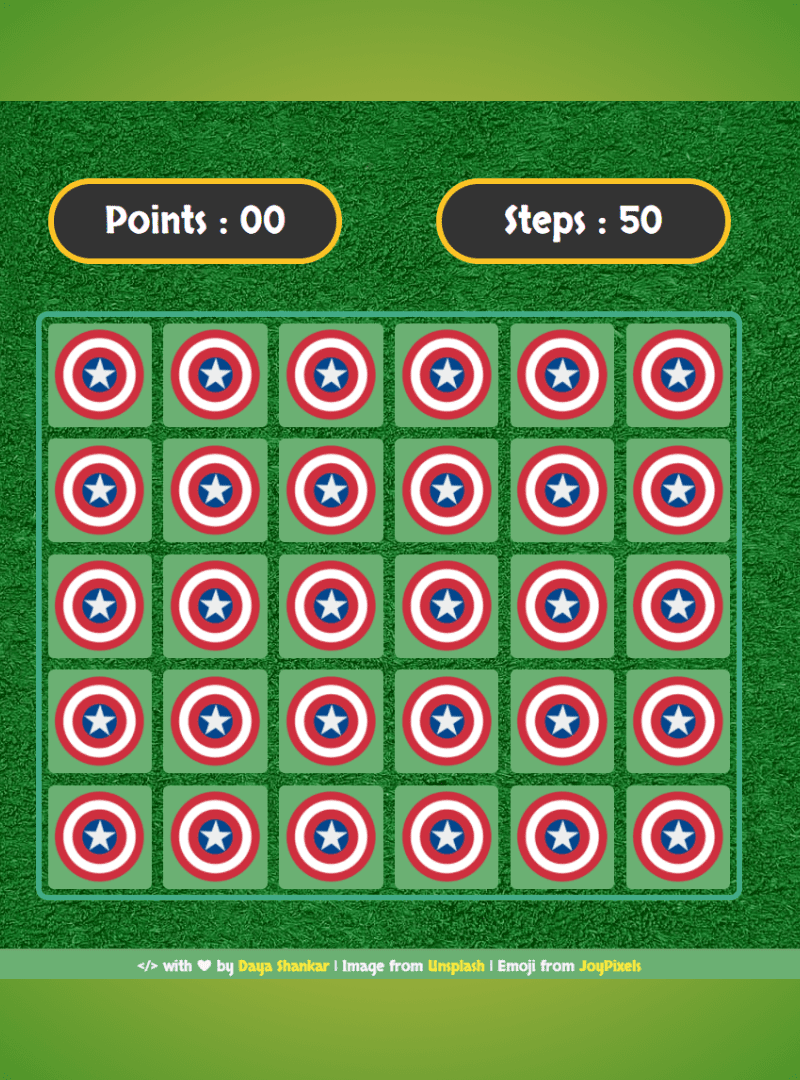 Points : 00
Steps : 50
</> with ❤ by Daya Shankar | Image from Unsplash | Emoji from JoyPixels